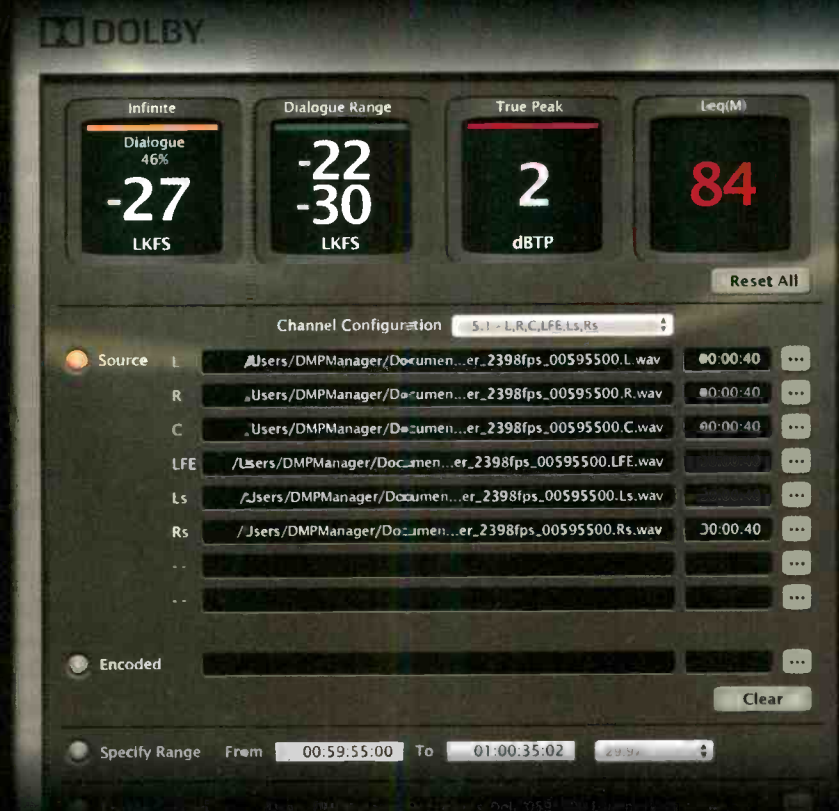 DOLBY
Infinite
Dialogue
46%
-27
LKFS
Dialogue Range
-22
-30
LKFS
True Peak
2
dBTP
Leq(M)
84
Reset All
Channel Configuration 5.1 - L,R,C,LFE,Ls,Rs
Source L /Users/DMPManager/Documen...er_2398fps_00595500.L.wav 00:00:40 ...
R /Users/DMPManager/Documen...er_2398fps_00595500.R.wav 00:00:40 ...
C /Users/DMPManager/Documen...er_2398fps_00595500.C.wav 00:00:40 ...
LFE /Users/DMPManager/Documen...er_2398fps_00595500.LFE.wav ...
Ls /Users/DMPManager/Documen...er_2398fps_00595500.Ls.wav ...
Rs /Users/DMPManager/Documen...er_2398fps_00595500.Rs.wav 00:00:40 ...
-- ...
-- ...
Encoded ...
Clear
Specify Range From 00:59:55:00 To 01:00:35:02 29.97